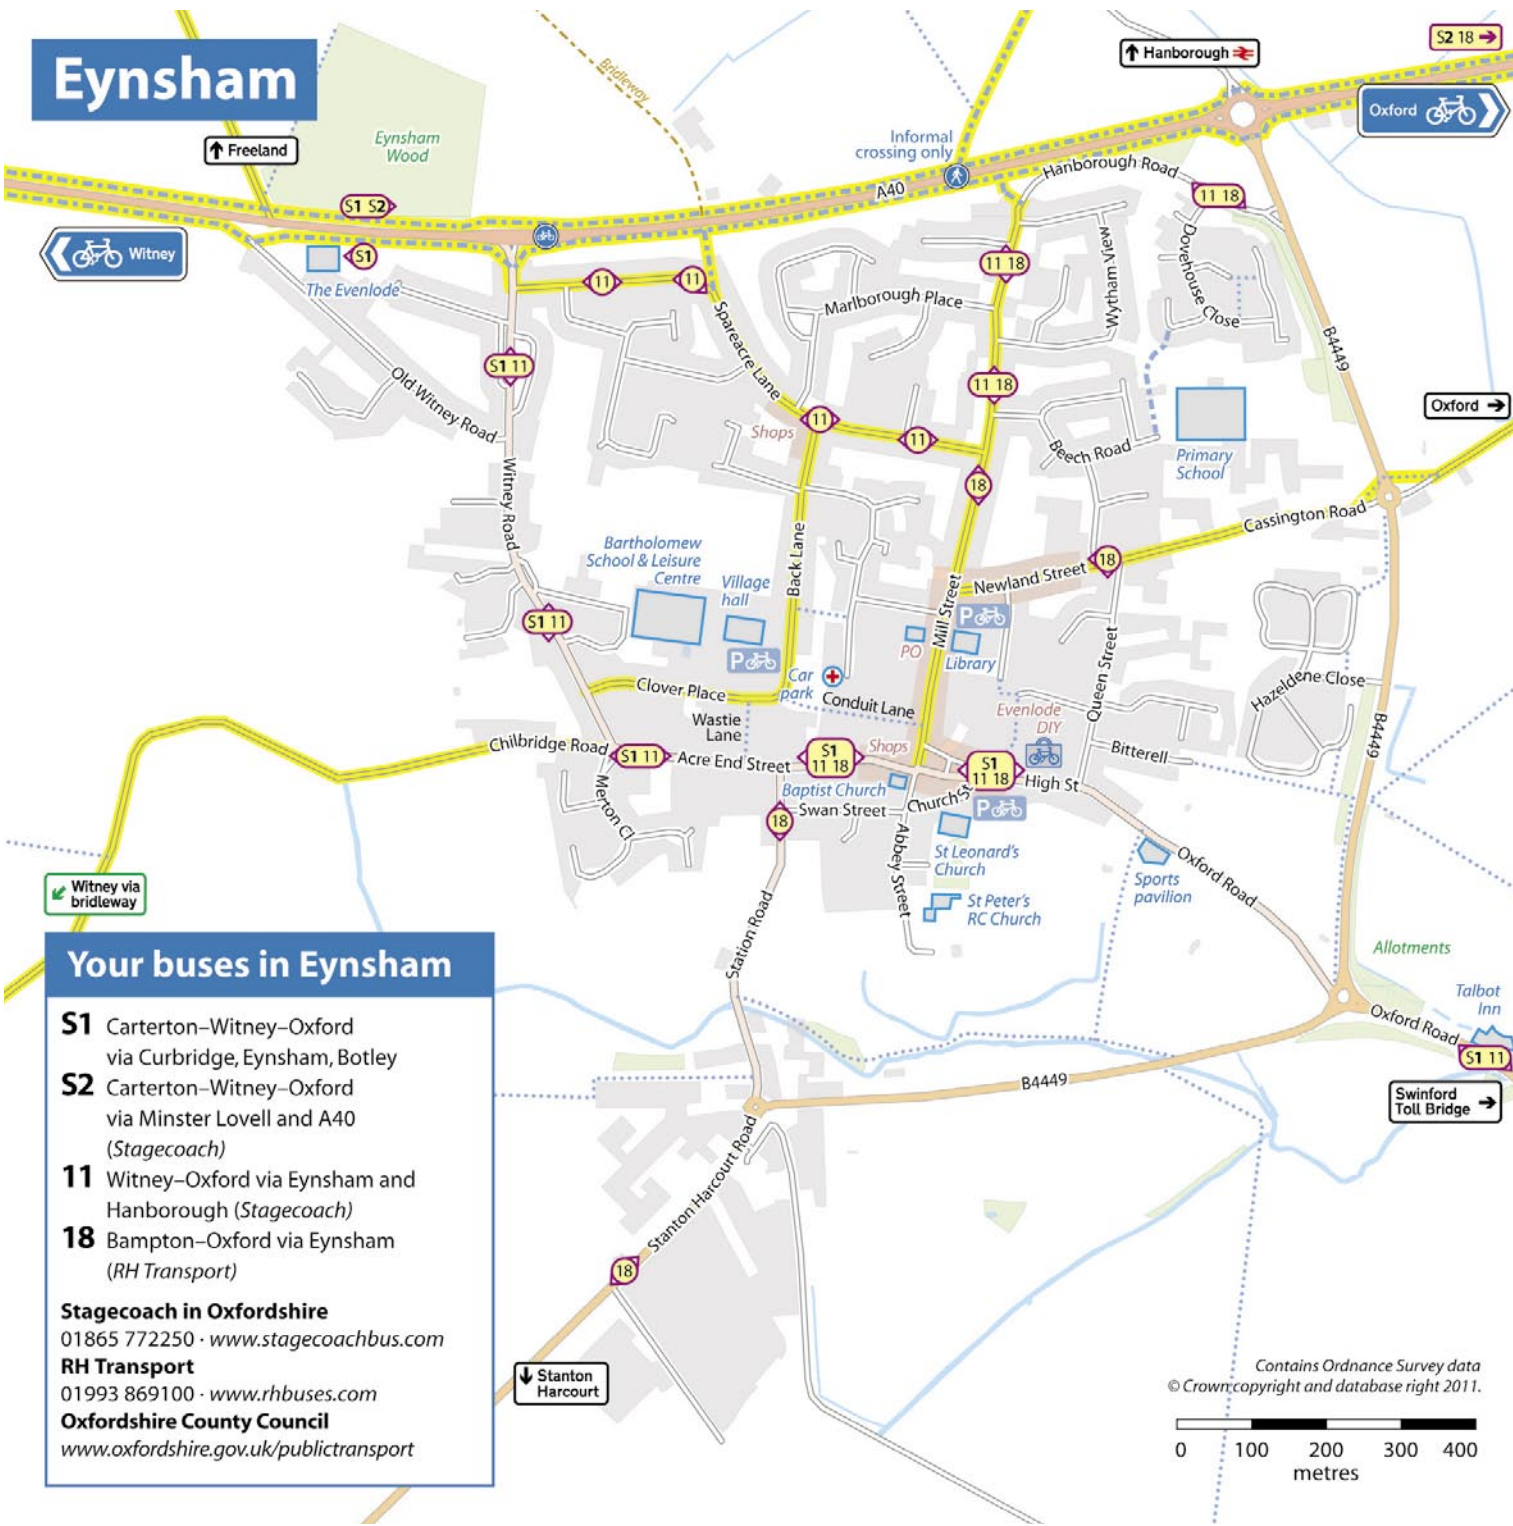 Eynsham
Freeland
Eynsham
Wood
Bridleway
Informal
crossing only
Hanborough
S2 18
Oxford
Witney
S1 S2
S1
The Evenlode
A40
Hanborough Road
11 18
11
11
11 18
Marlborough Place
Wytham View
Dovehouse Close
Spareacre Lane
B4449
S1 11
11 18
Old Witney Road
Shops
11
11
Beech Road
Primary
School
Oxford
18
Witney Road
Back Lane
Cassington Road
Bartholomew
School & Leisure
Centre
Village
hall
Mill Street
Newland Street
18
P
S1 11
PO
Library
Queen Street
P
Car
park
Clover Place
Conduit Lane
Hazeldene Close
Wastie
Lane
Evenlode
DIY
B4449
Chilbridge Road
S1 11
Acre End Street
S1
11 18
Shops
S1
11 18
High St
Bitterell
Merton Cl
Baptist Church
Swan Street
Church St
P
18
Abbey Street
St Leonard's
Church
Oxford Road
Sports
pavilion
St Peter's
RC Church
Witney via
bridleway
Station Road
Allotments
Talbot
Inn
Oxford Road
S1 11
B4449
Swinford
Toll Bridge
Stanton Harcourt Road
18
Stanton
Harcourt
Your buses in Eynsham
S1 Carterton–Witney–Oxford
via Curbridge, Eynsham, Botley
S2 Carterton–Witney–Oxford
via Minster Lovell and A40
(Stagecoach)
11 Witney–Oxford via Eynsham and
Hanborough (Stagecoach)
18 Bampton–Oxford via Eynsham
(RH Transport)
Stagecoach in Oxfordshire
01865 772250 · www.stagecoachbus.com
RH Transport
01993 869100 · www.rhbuses.com
Oxfordshire County Council
www.oxfordshire.gov.uk/publictransport
Contains Ordnance Survey data
© Crown copyright and database right 2011.
0 100 200 300 400
metres